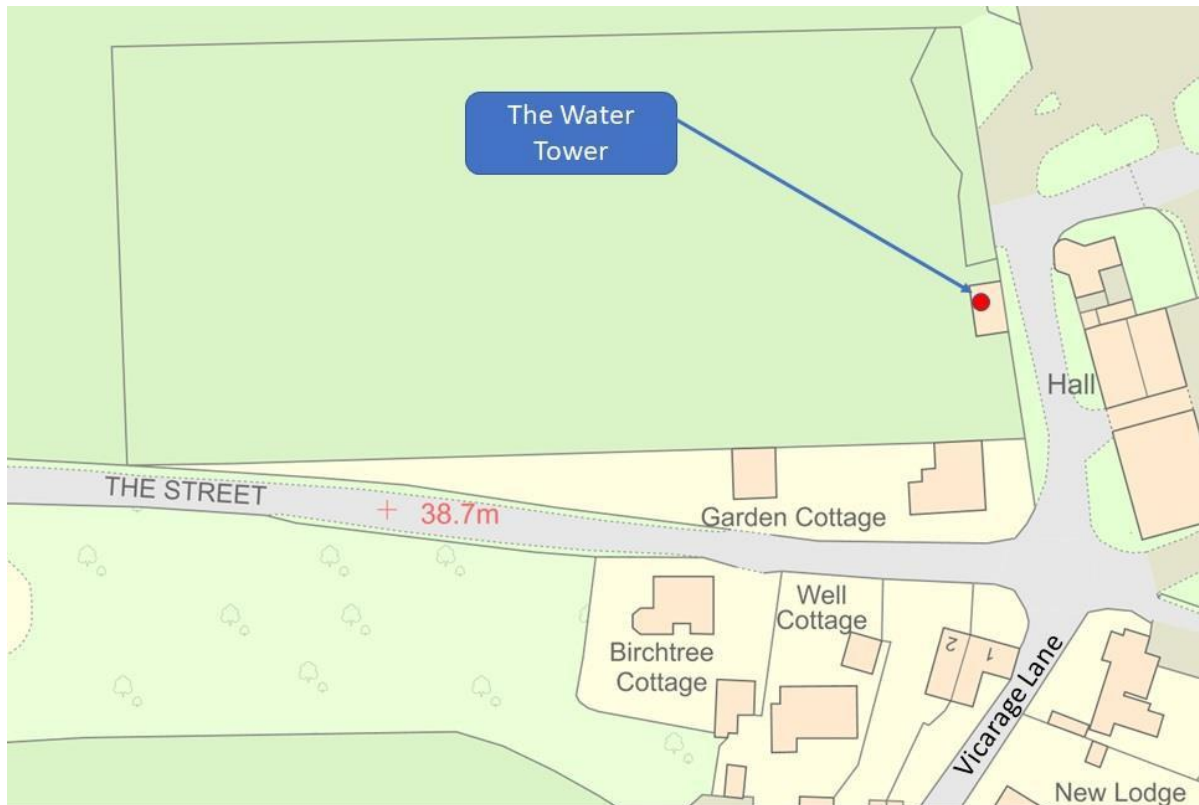 The Water
Tower
Hall
THE STREET
38.7m
Garden Cottage
Well
Cottage
Birchtree
Cottage
2
1
Vicarage Lane
New Lodge